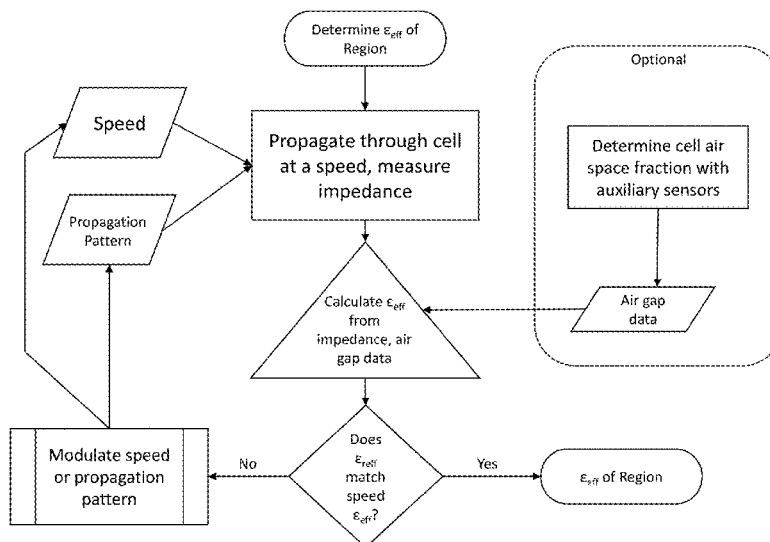 Determine εeff of
Region
Optional
Speed
Propagate through cell
at a speed, measure
impedance
Determine cell air
space fraction with
auxiliary sensors
Propagation
Pattern
Calculate εeff
from
impedance, air
gap data
Air gap
data
Modulate speed
or propagation
pattern
No
Does
εreff
match
speed
εeff?
Yes
εeff of Region